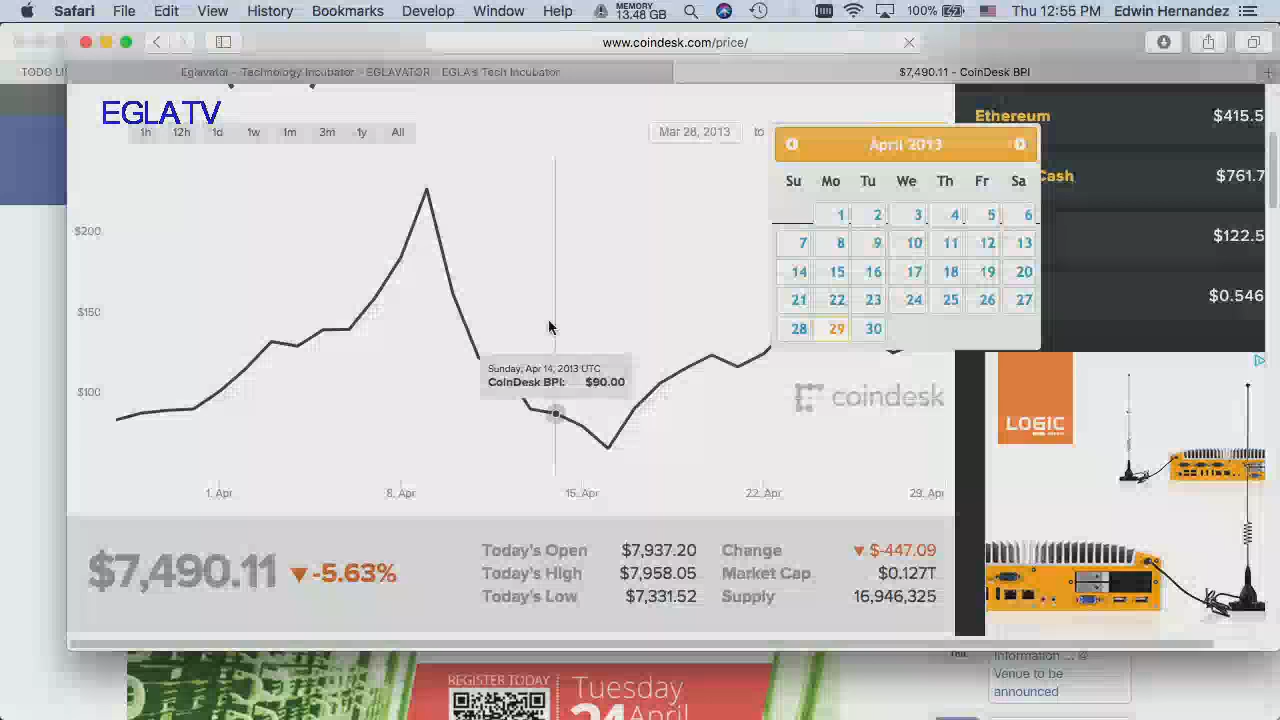 Safari File Edit View History Bookmarks Develop Window Help MEMORY 13.48 GB 100% Thu 12:55 PM Edwin Hernandez
www.coindesk.com/price/
TODO LI
Eglavator - Technology Incubator - EGLAVATOR - EGLA's Tech Incubator
$7,490.11 - CoinDesk BPI
EGLATV
1h 12h 1d 1w 1m 3m 1y All
Mar 28, 2013 to
April 2013
Su Mo Tu We Th Fr Sa
1 2 3 4 5 6
7 8 9 10 11 12 13
14 15 16 17 18 19 20
21 22 23 24 25 26 27
28 29 30
Ethereum $415.5
Cash $761.7
$122.5
$0.546
$200
$150
$100
Sunday, Apr 14, 2013 UTC
CoinDesk BPI: $90.00
coindesk
1. Apr 8. Apr 15. Apr 22. Apr 29. Apr
$7,490.11 ▼-5.63%
Today's Open $7,937.20
Today's High $7,958.05
Today's Low $7,331.52
Change ▼ $-447.09
Market Cap $0.127T
Supply 16,946,325
LOGIC
REGISTER TODAY
Tuesday
24 April
Information ... @
Venue to be
announced